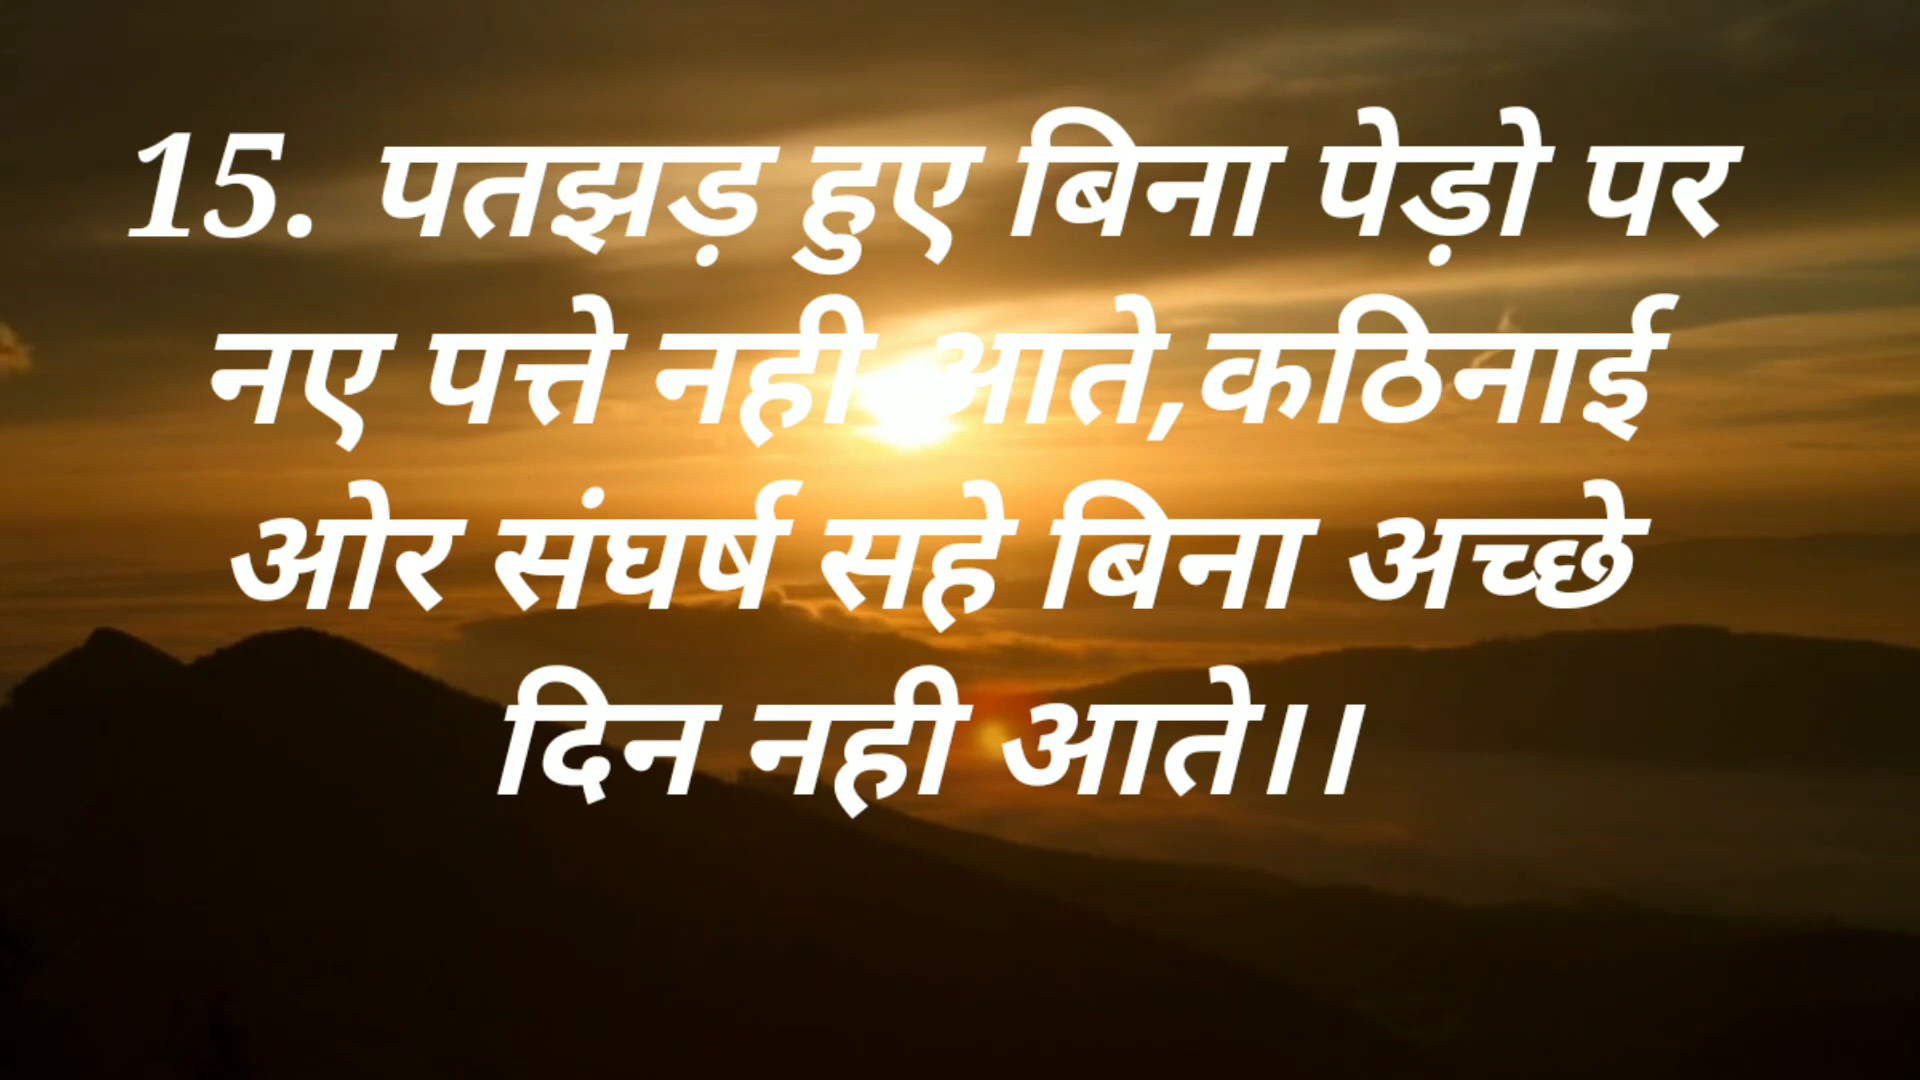 15. पतझड़ हुए बिना पेड़ो पर
नए पत्ते नही आते,कठिनाई
ओर संघर्ष सहे बिना अच्छे
दिन नही आते।।